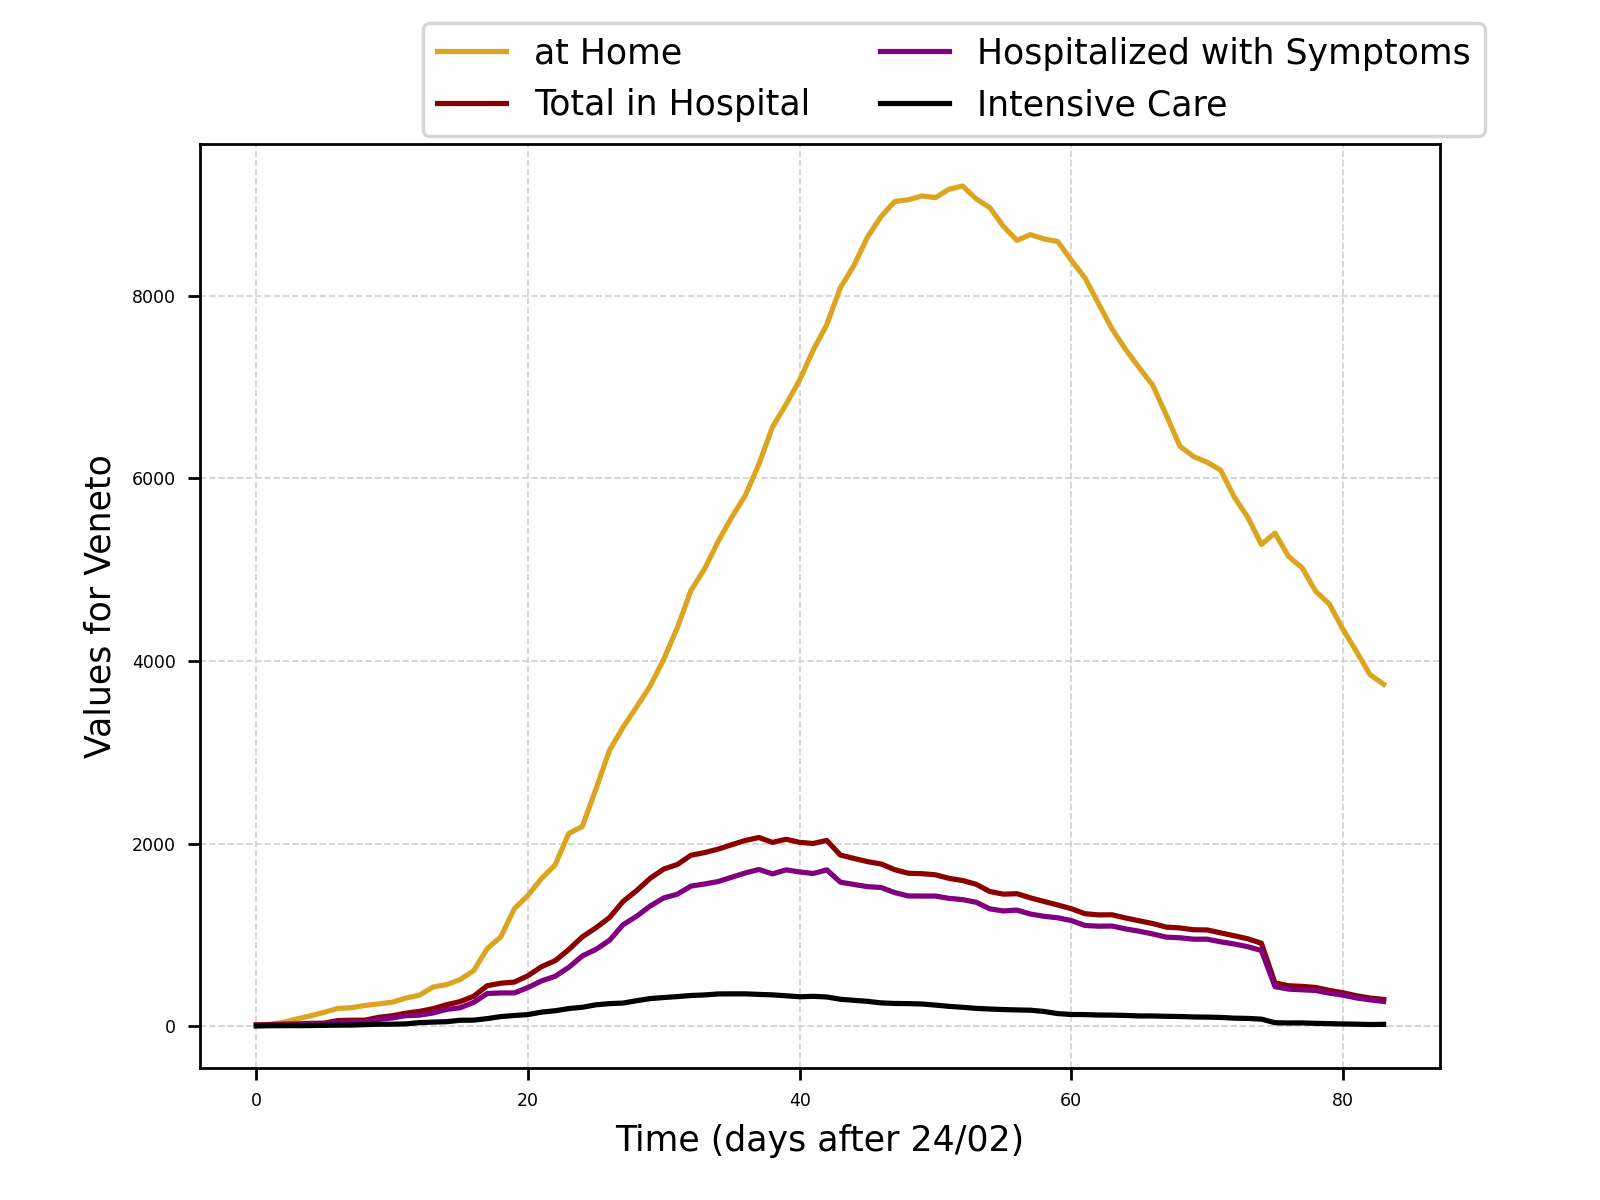 at Home
Total in Hospital
Hospitalized with Symptoms
Intensive Care
Values for Veneto
8000
6000
4000
2000
0
0 20 40 60 80
Time (days after 24/02)